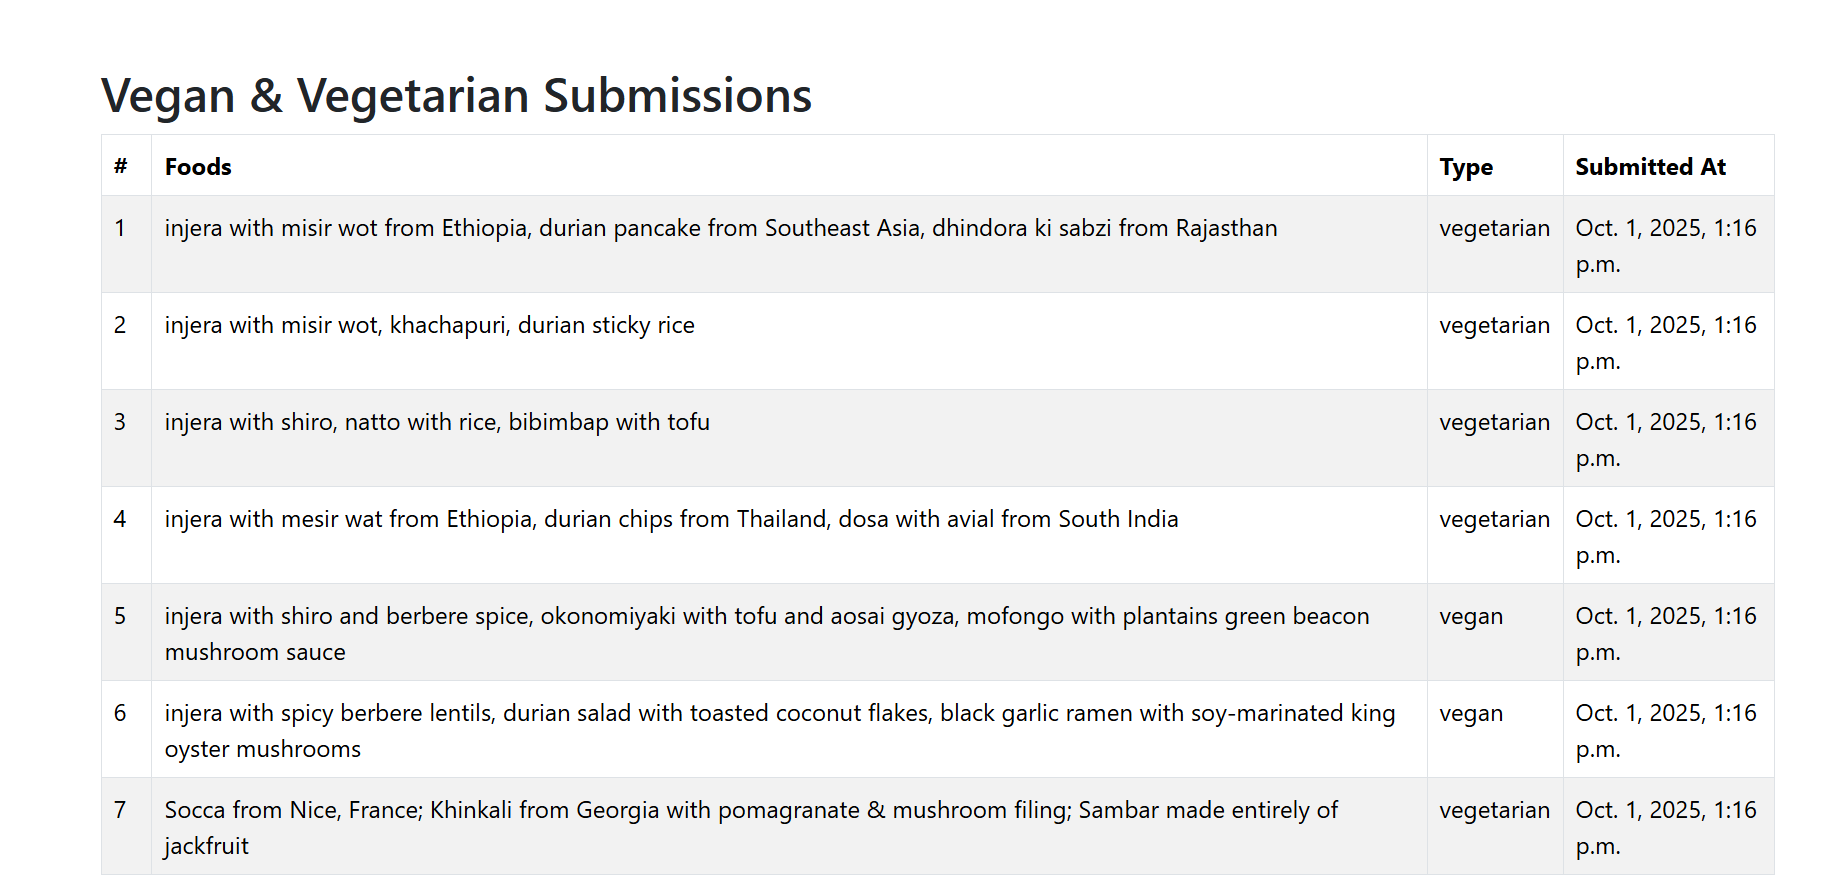 Vegan & Vegetarian Submissions
# Foods Type Submitted At
1 injera with misir wot from Ethiopia, durian pancake from Southeast Asia, dhindora ki sabzi from Rajasthan vegetarian Oct. 1, 2025, 1:16
p.m.
2 injera with misir wot, khachapuri, durian sticky rice vegetarian Oct. 1, 2025, 1:16
p.m.
3 injera with shiro, natto with rice, bibimbap with tofu vegetarian Oct. 1, 2025, 1:16
p.m.
4 injera with mesir wat from Ethiopia, durian chips from Thailand, dosa with avial from South India vegetarian Oct. 1, 2025, 1:16
p.m.
5 injera with shiro and berbere spice, okonomiyaki with tofu and aosai gyoza, mofongo with plantains green beacon vegan Oct. 1, 2025, 1:16
mushroom sauce p.m.
6 injera with spicy berbere lentils, durian salad with toasted coconut flakes, black garlic ramen with soy-marinated king vegan Oct. 1, 2025, 1:16
oyster mushrooms p.m.
7 Socca from Nice, France; Khinkali from Georgia with pomagranate & mushroom filing; Sambar made entirely of vegetarian Oct. 1, 2025, 1:16
jackfruit p.m.